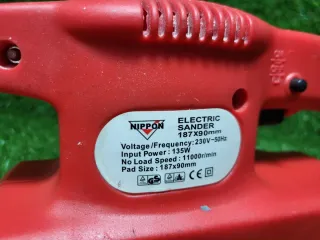 NIPPON
ELECTRIC
SANDER
187X90mm
Voltage/Frequency: 230V~50Hz
Input Power: 135W
No Load Speed: 11000r/min
Pad Size: 187x90mm